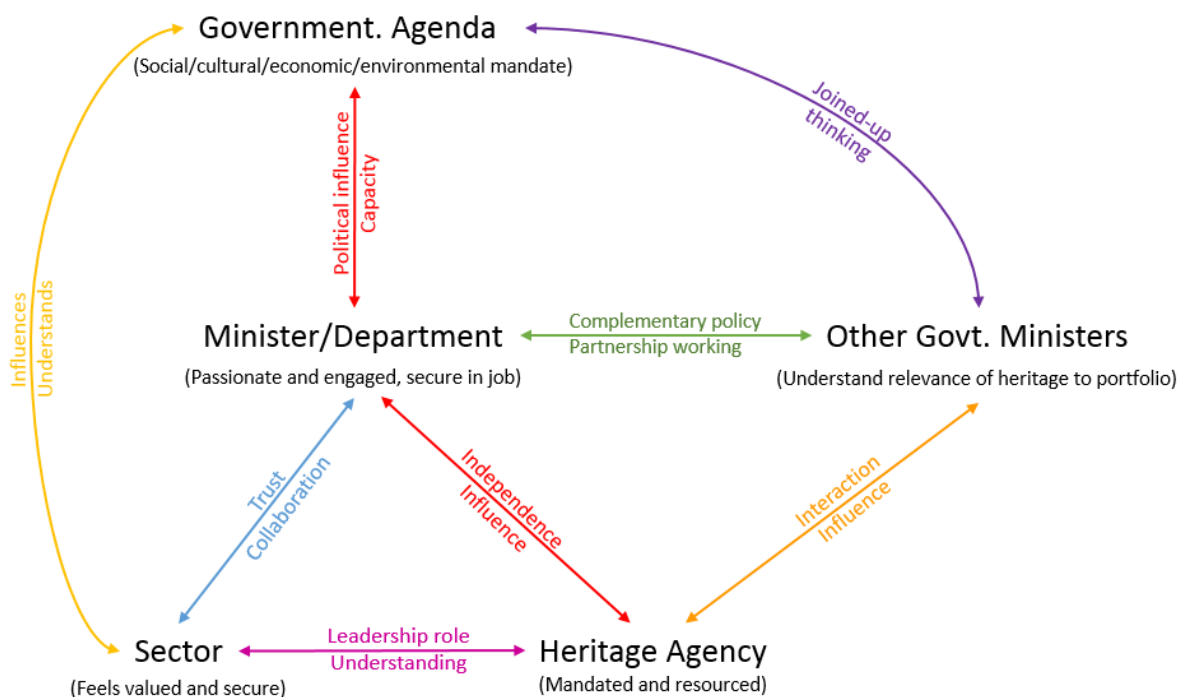 Government. Agenda
(Social/cultural/economic/environmental mandate)
Joined-up
thinking
Political influence
Capacity
Influences
Understands
Minister/Department
(Passionate and engaged, secure in job)
Complementary policy
Partnership working
Other Govt. Ministers
(Understand relevance of heritage to portfolio)
Trust
Collaboration
Independence
Influence
Interaction
Influence
Sector
(Feels valued and secure)
Leadership role
Understanding
Heritage Agency
(Mandated and resourced)